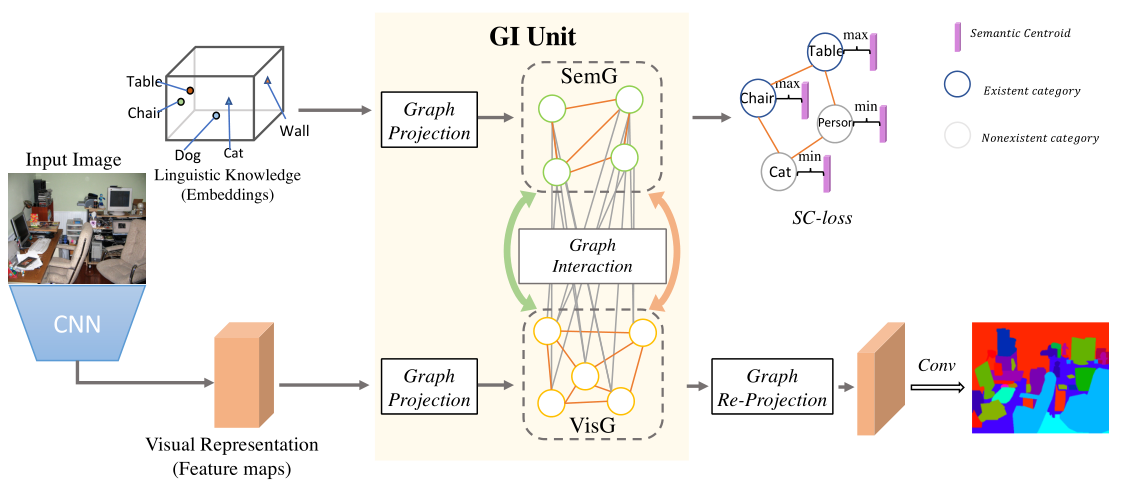 GI Unit
Table
Chair
Dog
Cat
Wall
Linguistic Knowledge
(Embeddings)
Input Image
CNN
Visual Representation
(Feature maps)
Graph
Projection
SemG
Graph
Interaction
Graph
Projection
VisG
Table
max
Chair
max
Person
min
Cat
min
SC-loss
Semantic Centroid
Existent category
Nonexistent category
Graph
Re-Projection
Conv